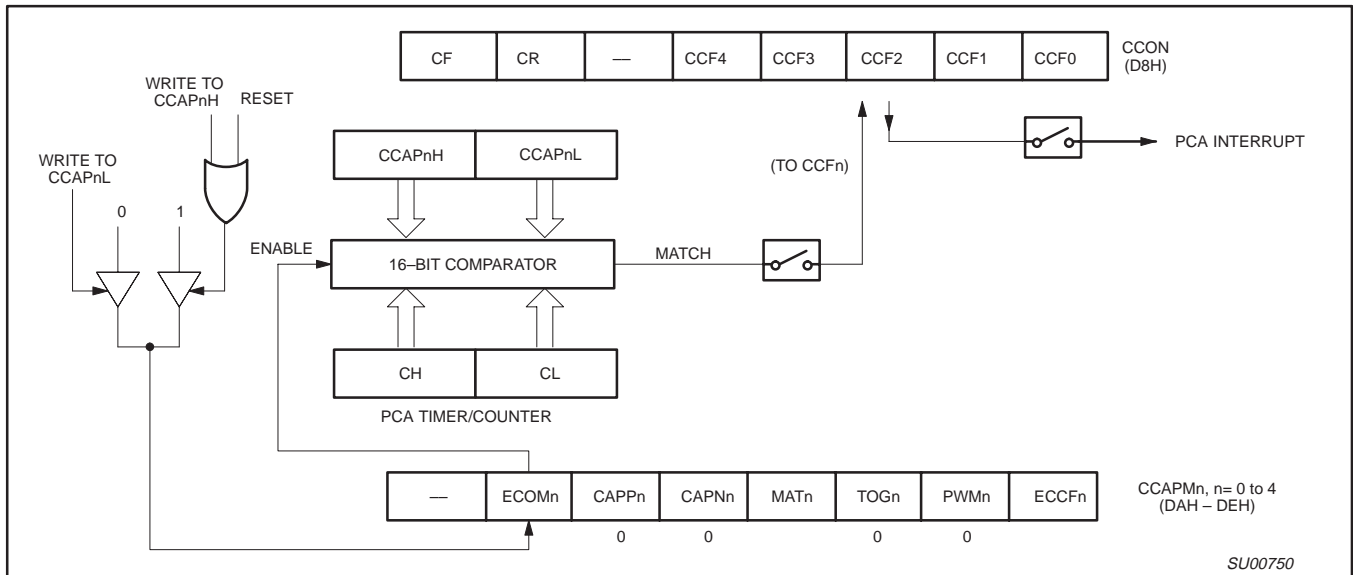 CF CR — CCF4 CCF3 CCF2 CCF1 CCF0
CCON
(D8H)
WRITE TO
CCAPnH
RESET
WRITE TO
CCAPnL
0 1
CCAPnH CCAPnL
(TO CCFn)
PCA INTERRUPT
ENABLE
16–BIT COMPARATOR
MATCH
CH CL
PCA TIMER/COUNTER
— ECOMn CAPPn CAPNn MATn TOGn PWMn ECCFn
CCAPMn, n= 0 to 4
(DAH – DEH)
0 0 0 0
SU00750